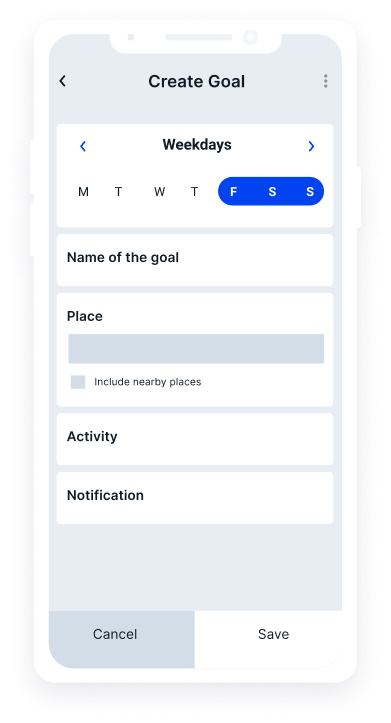 Create Goal
Weekdays
M T W T F S S
Name of the goal
Place
Include nearby places
Activity
Notification
Cancel Save